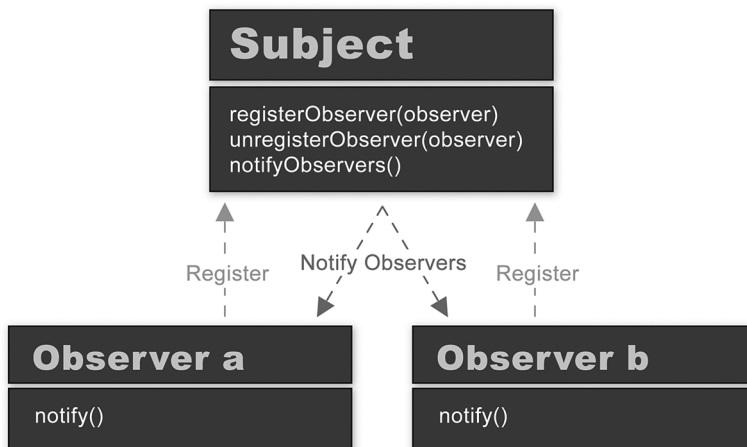 Subject
registerObserver(observer)
unregisterObserver(observer)
notifyObservers()
Register
Notify Observers
Register
Observer a
notify()
Observer b
notify()